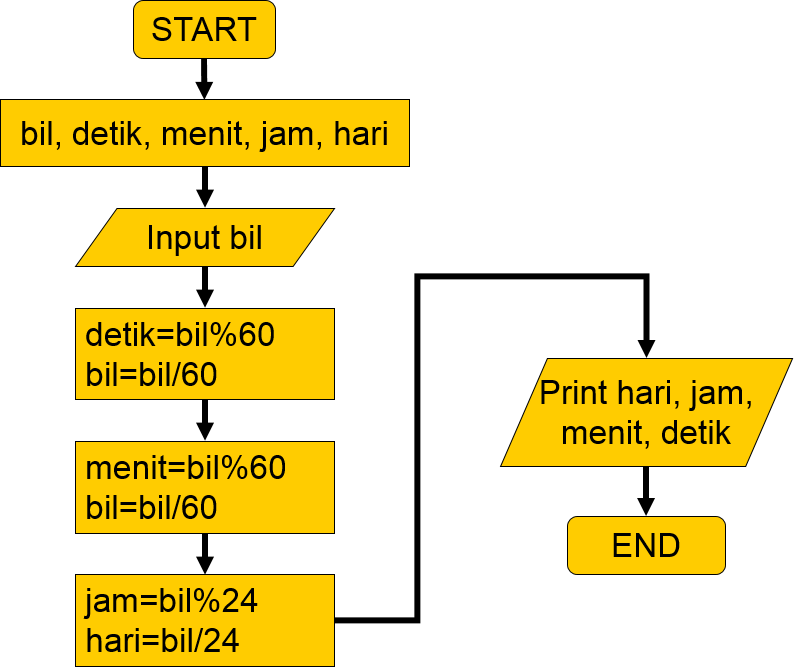 START
bil, detik, menit, jam, hari
Input bil
detik=bil%60
bil=bil/60
menit=bil%60
bil=bil/60
jam=bil%24
hari=bil/24
Print hari, jam,
menit, detik
END